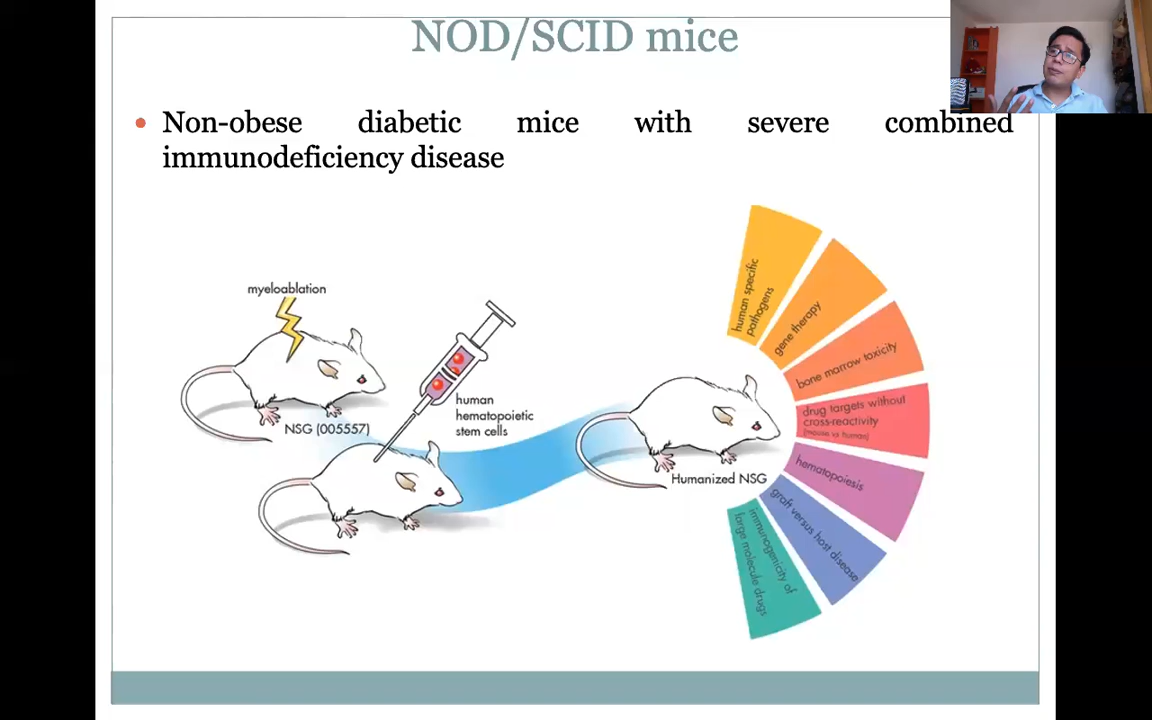 NOD/SCID mice
• Non-obese diabetic mice with severe combined
immunodeficiency disease
myeloablation
NSG (005557)
human
hematopoietic
stem cells
Humanized NSG
human specific
pathogens
gene therapy
bone marrow toxicity
drug targets without
cross-reactivity
(mouse vs human)
hematopoiesis
graft versus host disease
immunogenicity of
large molecule drugs